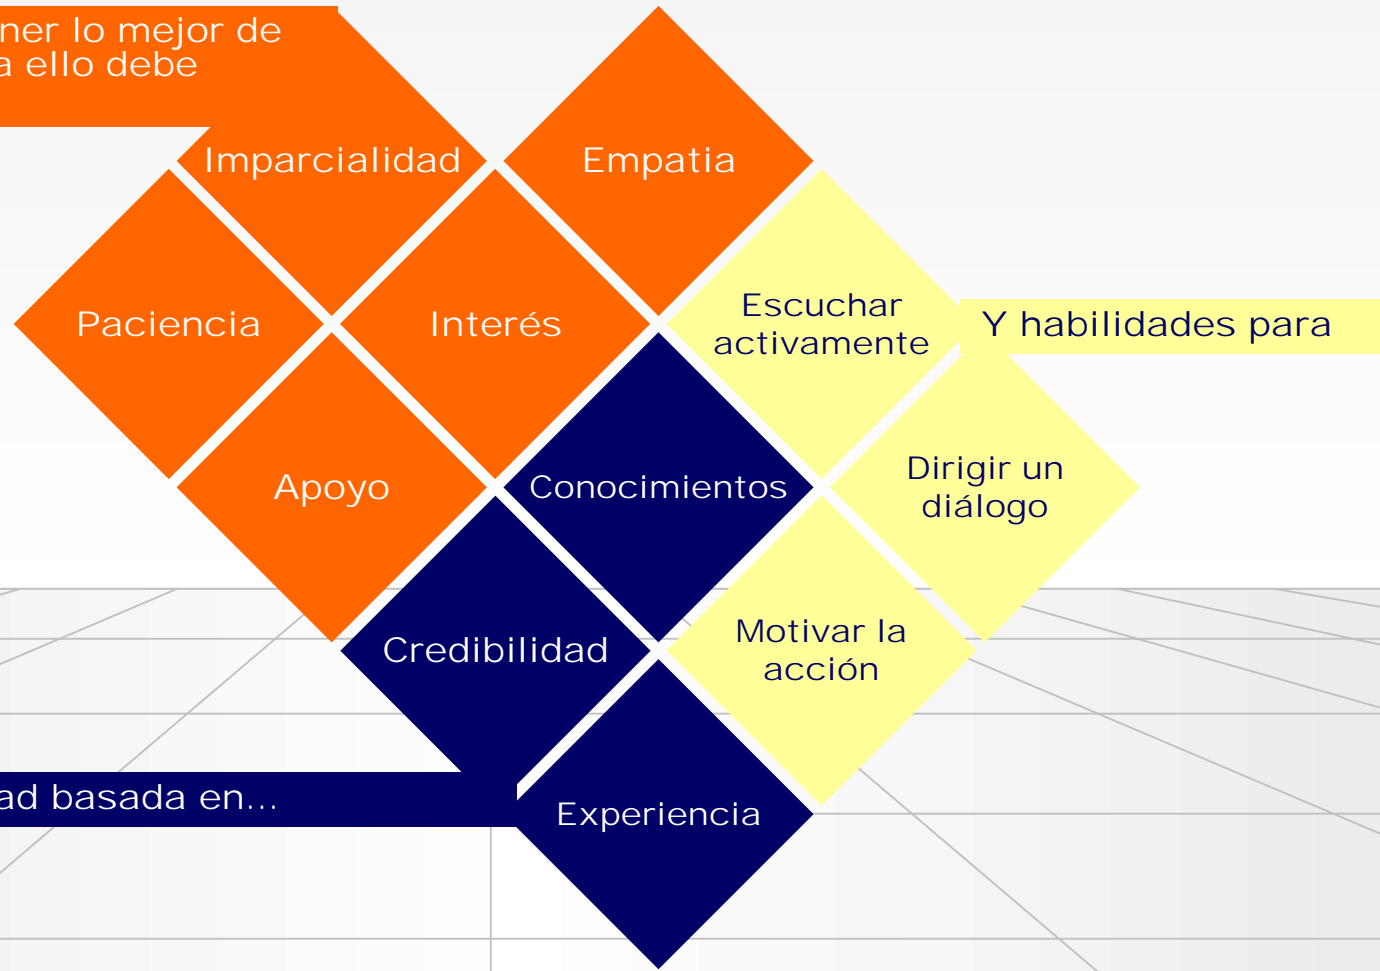 ner lo mejor de
a ello debe
Imparcialidad
Empatia
Paciencia
Interés
Escuchar
activamente
Y habilidades para
Apoyo
Conocimientos
Dirigir un
diálogo
Credibilidad
Motivar la
acción
ad basada en...
Experiencia